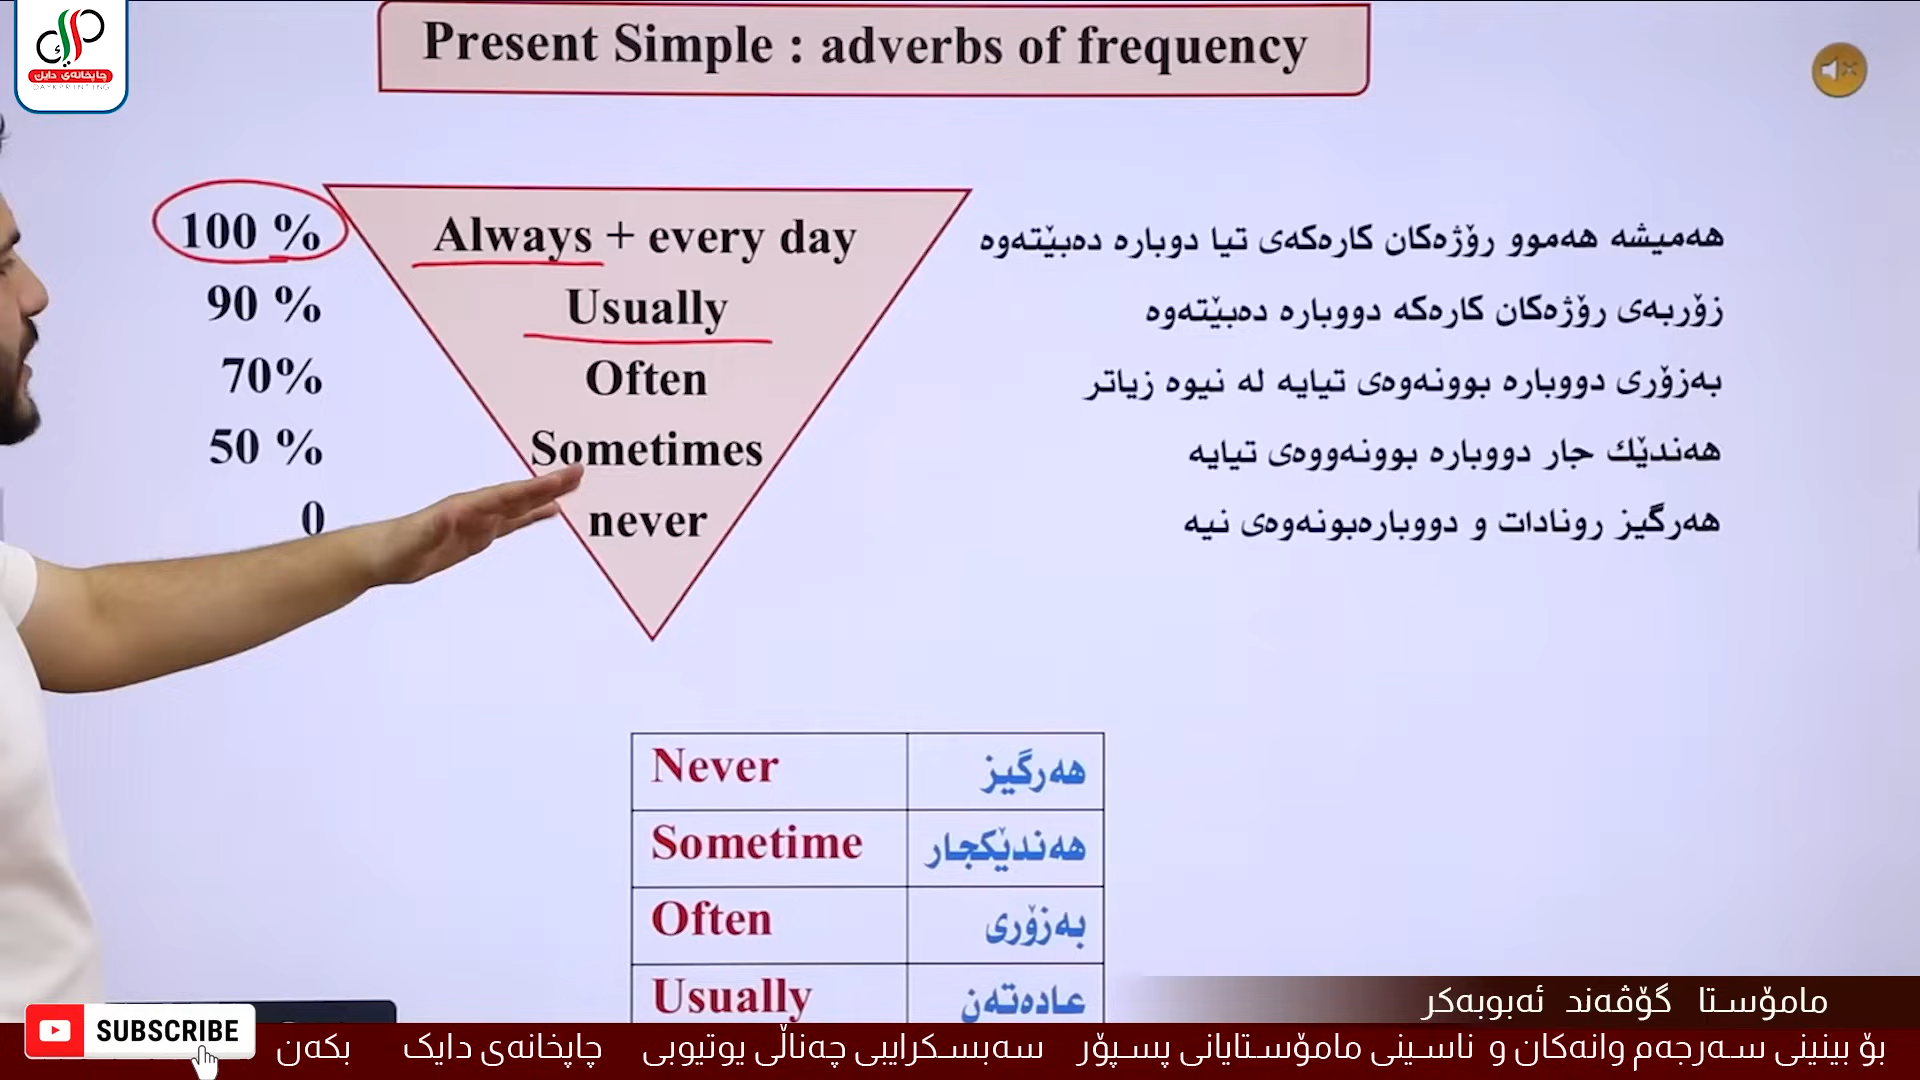 دایک
چاپخانەی دایک
DAYK PRINTING
Present Simple : adverbs of frequency
100 % Always + every day هەمیشە هەموو رۆژەکان کارەکەی تیا دوبارە دەبێتەوە
90 % Usually زۆربەی رۆژەکان کارەکە دووبارە دەبێتەوە
70% Often بەزۆری دووبارە بوونەوەی تیایە لە نیوە زیاتر
50 % Sometimes هەندێك جار دووبارە بوونەووەی تیایە
0 never هەرگیز رونادات و دووبارەبونەوەی نیە
Never هەرگیز
Sometime هەندێکجار
Often بەزۆری
Usually عادەتەن
مامۆستا گۆڤەند ئەبوبەکر
SUBSCRIBE
بۆ بینینی سەرجەم وانەکان و ناسینی مامۆستایانی پسپۆر سەبسکرایبی چەناڵی یوتیوبی چاپخانەی دایک بکەن